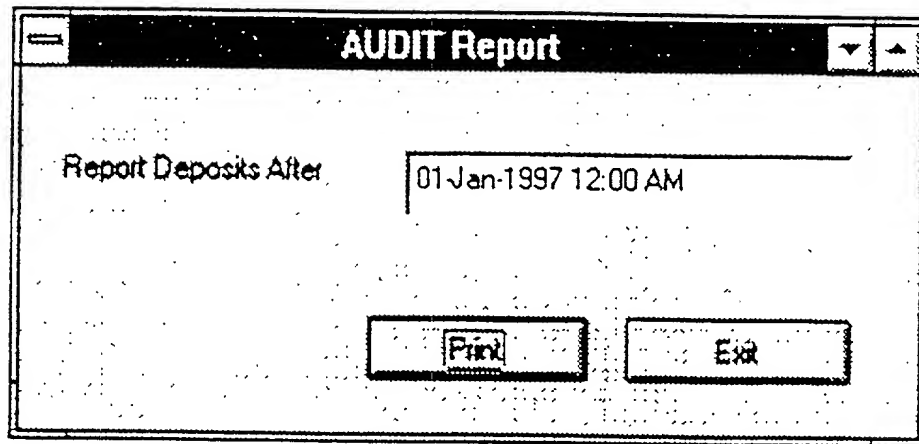 AUDIT Report
Report Deposits After
01-Jan-1997 12:00 AM
Print
Exit